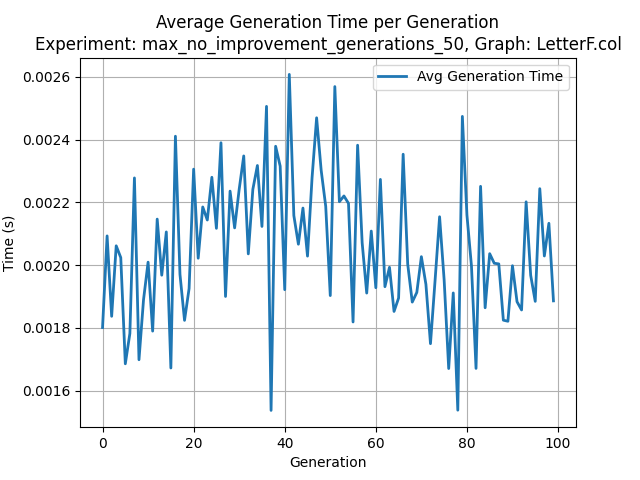 Average Generation Time per Generation
Experiment: max_no_improvement_generations_50, Graph: LetterF.col
Avg Generation Time
0.0026
0.0024
0.0022
0.0020
0.0018
0.0016
Time (s)
0 20 40 60 80 100
Generation